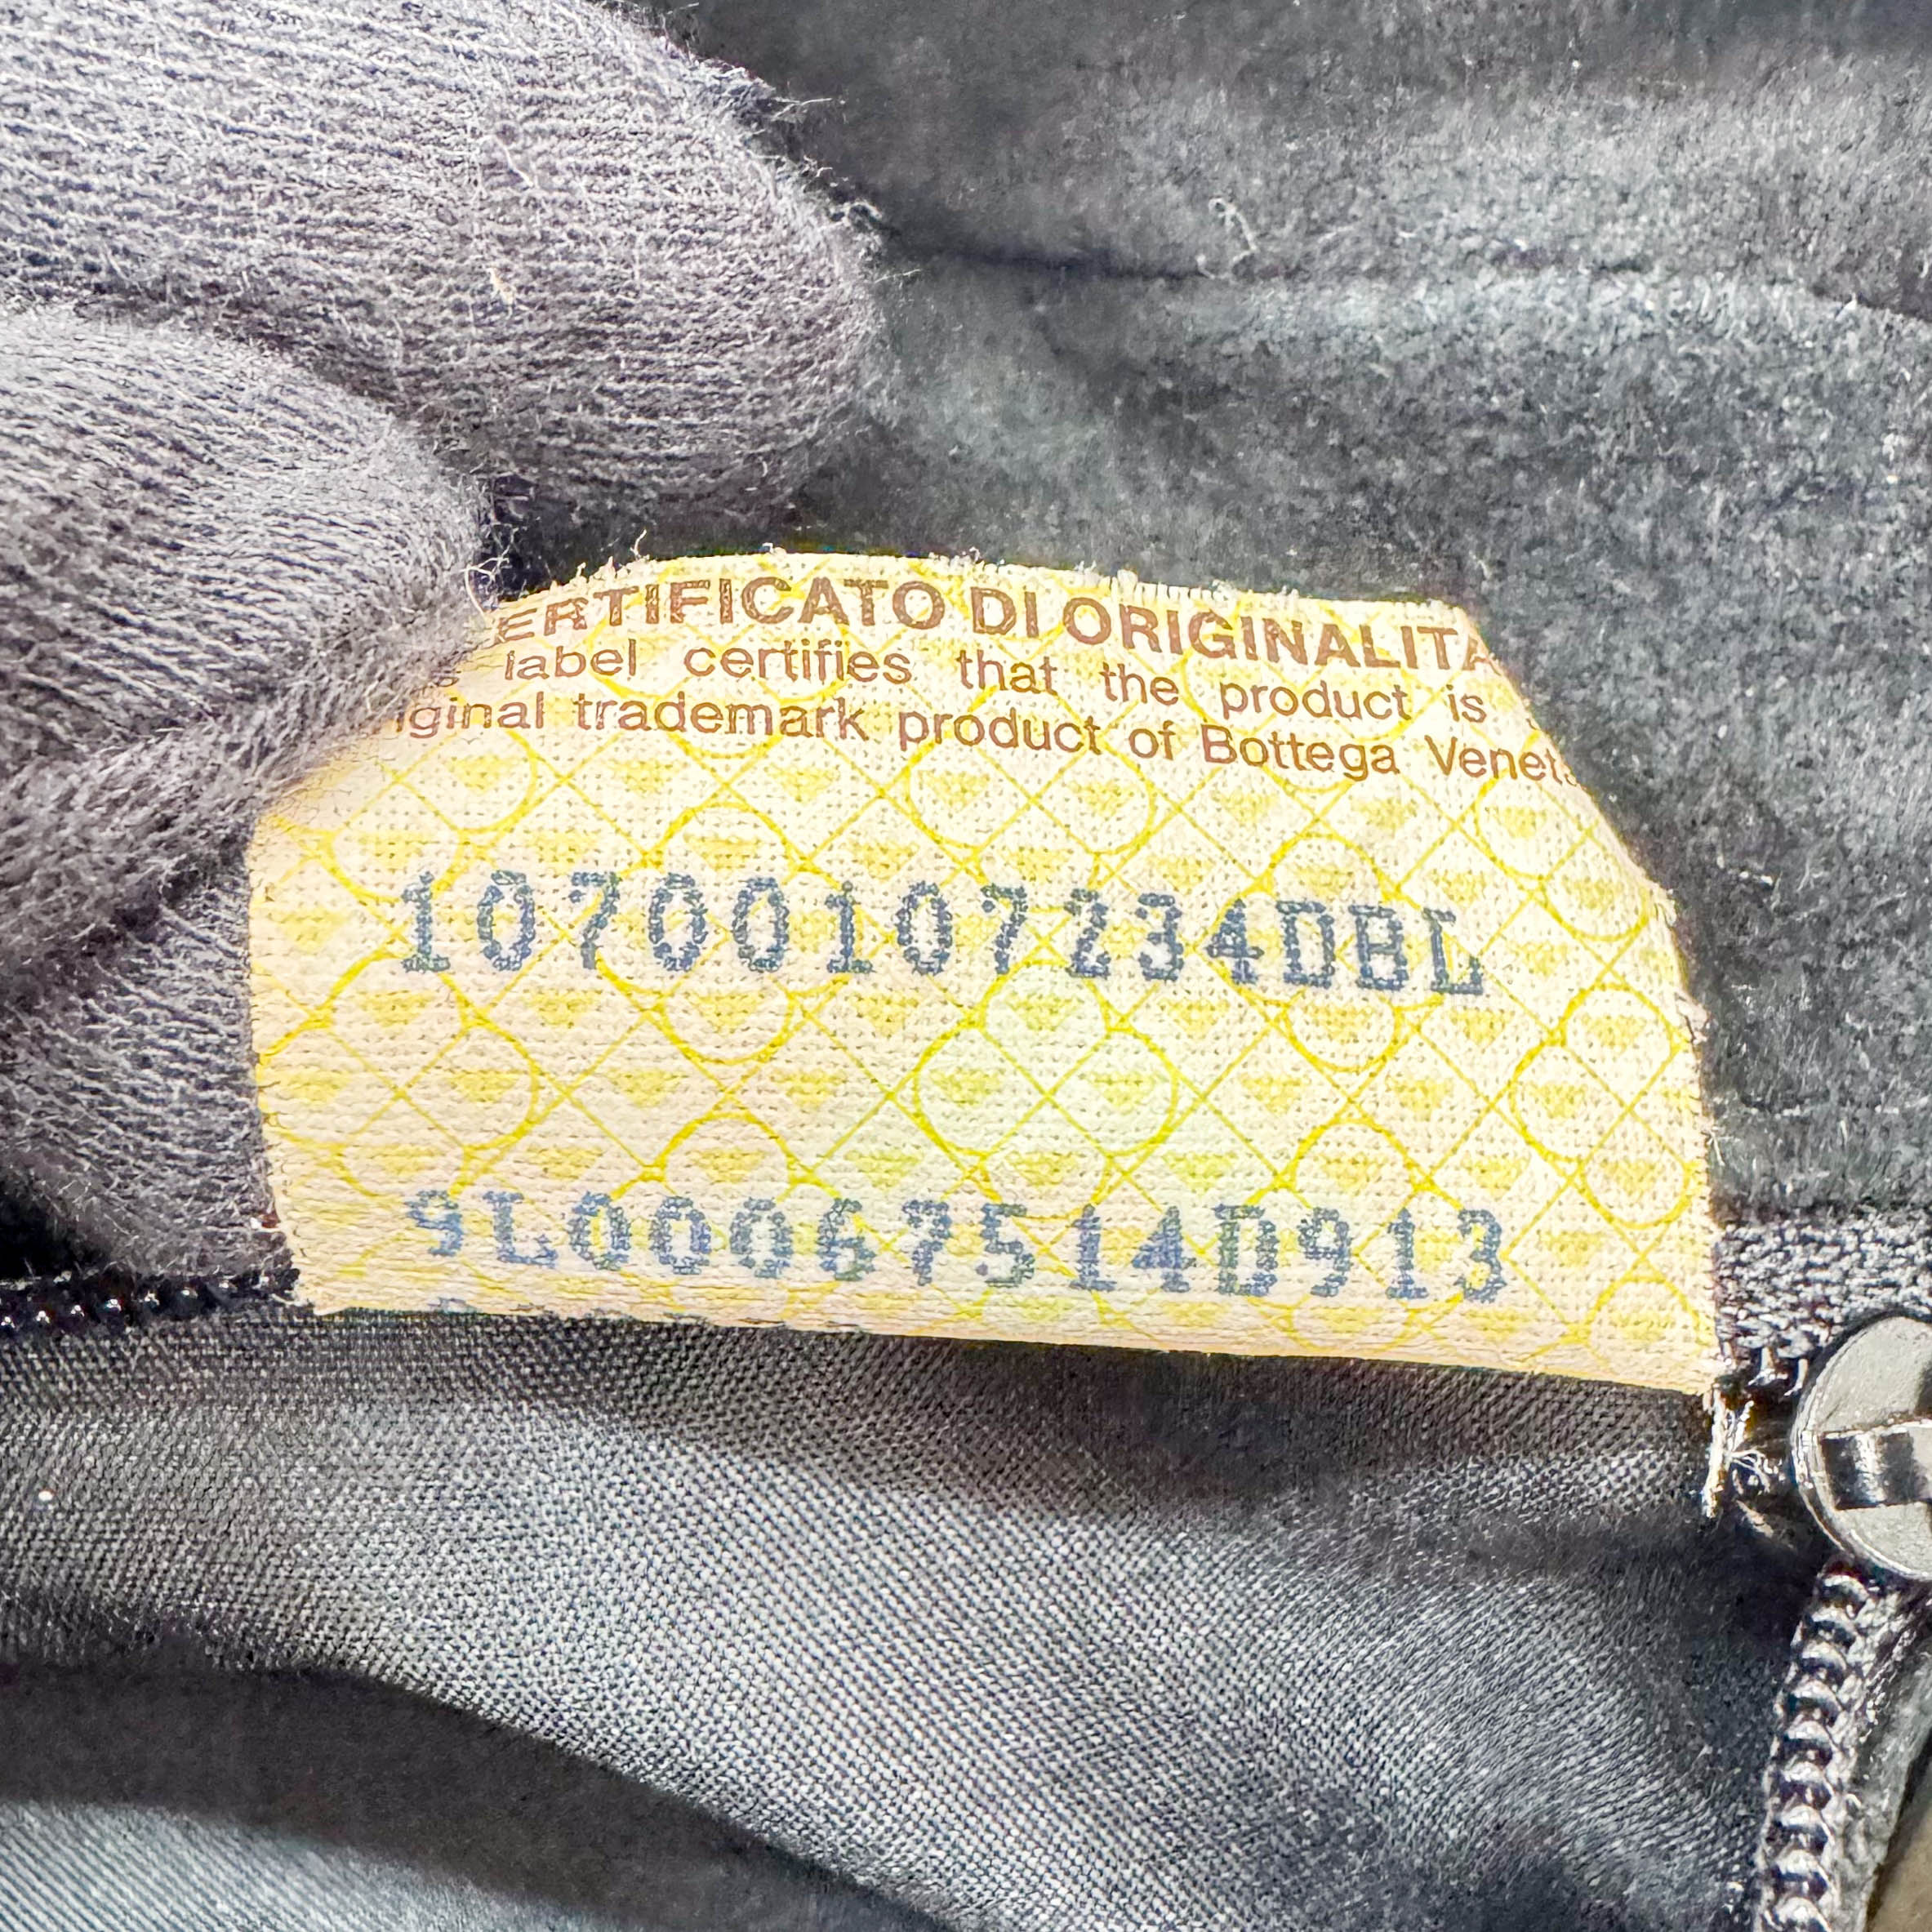 ERTIFICATO DI ORIGINALITA
label certifies that the product is
iginal trademark product of Bottega Venet
10700107234DBL
9L00067514D913